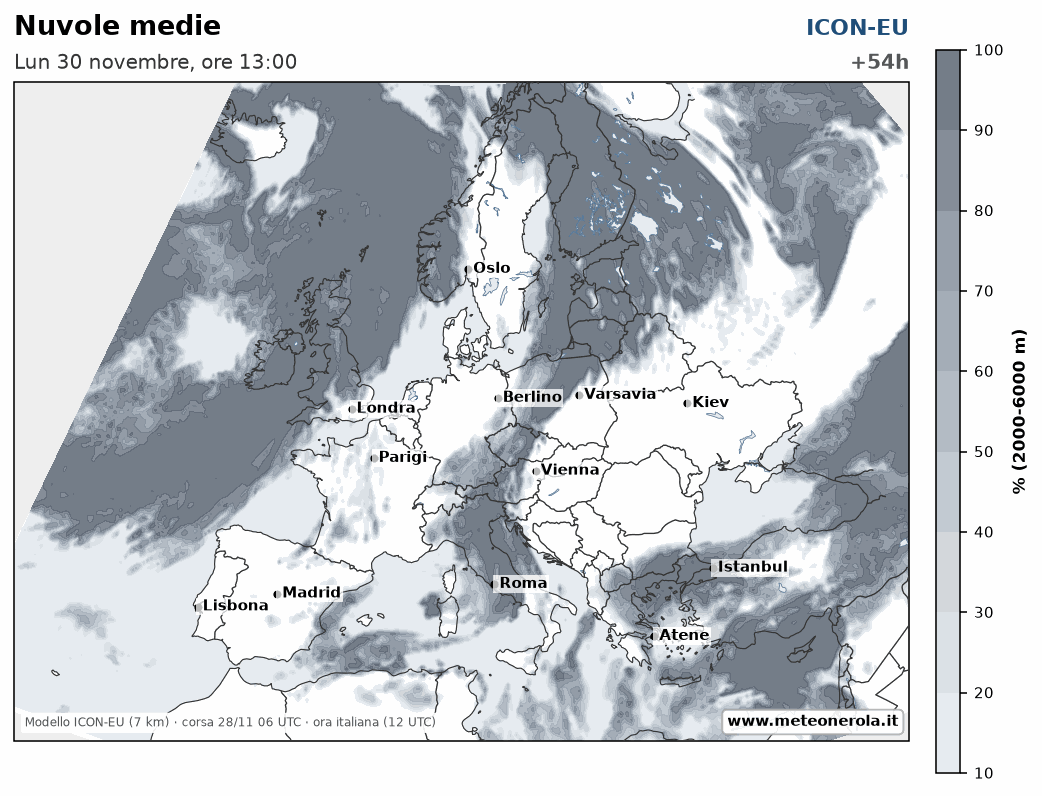 Nuvole medie
ICON-EU
Lun 30 novembre, ore 13:00
+54h
100
90
80
70
60
50
40
30
20
10
% (2000-6000 m)
Oslo
Londra
Berlino
Varsavia
Kiev
Parigi
Vienna
Istanbul
Roma
Madrid
Lisbona
Atene
Modello ICON-EU (7 km) · corsa 28/11 06 UTC · ora italiana (12 UTC)
www.meteonerola.it